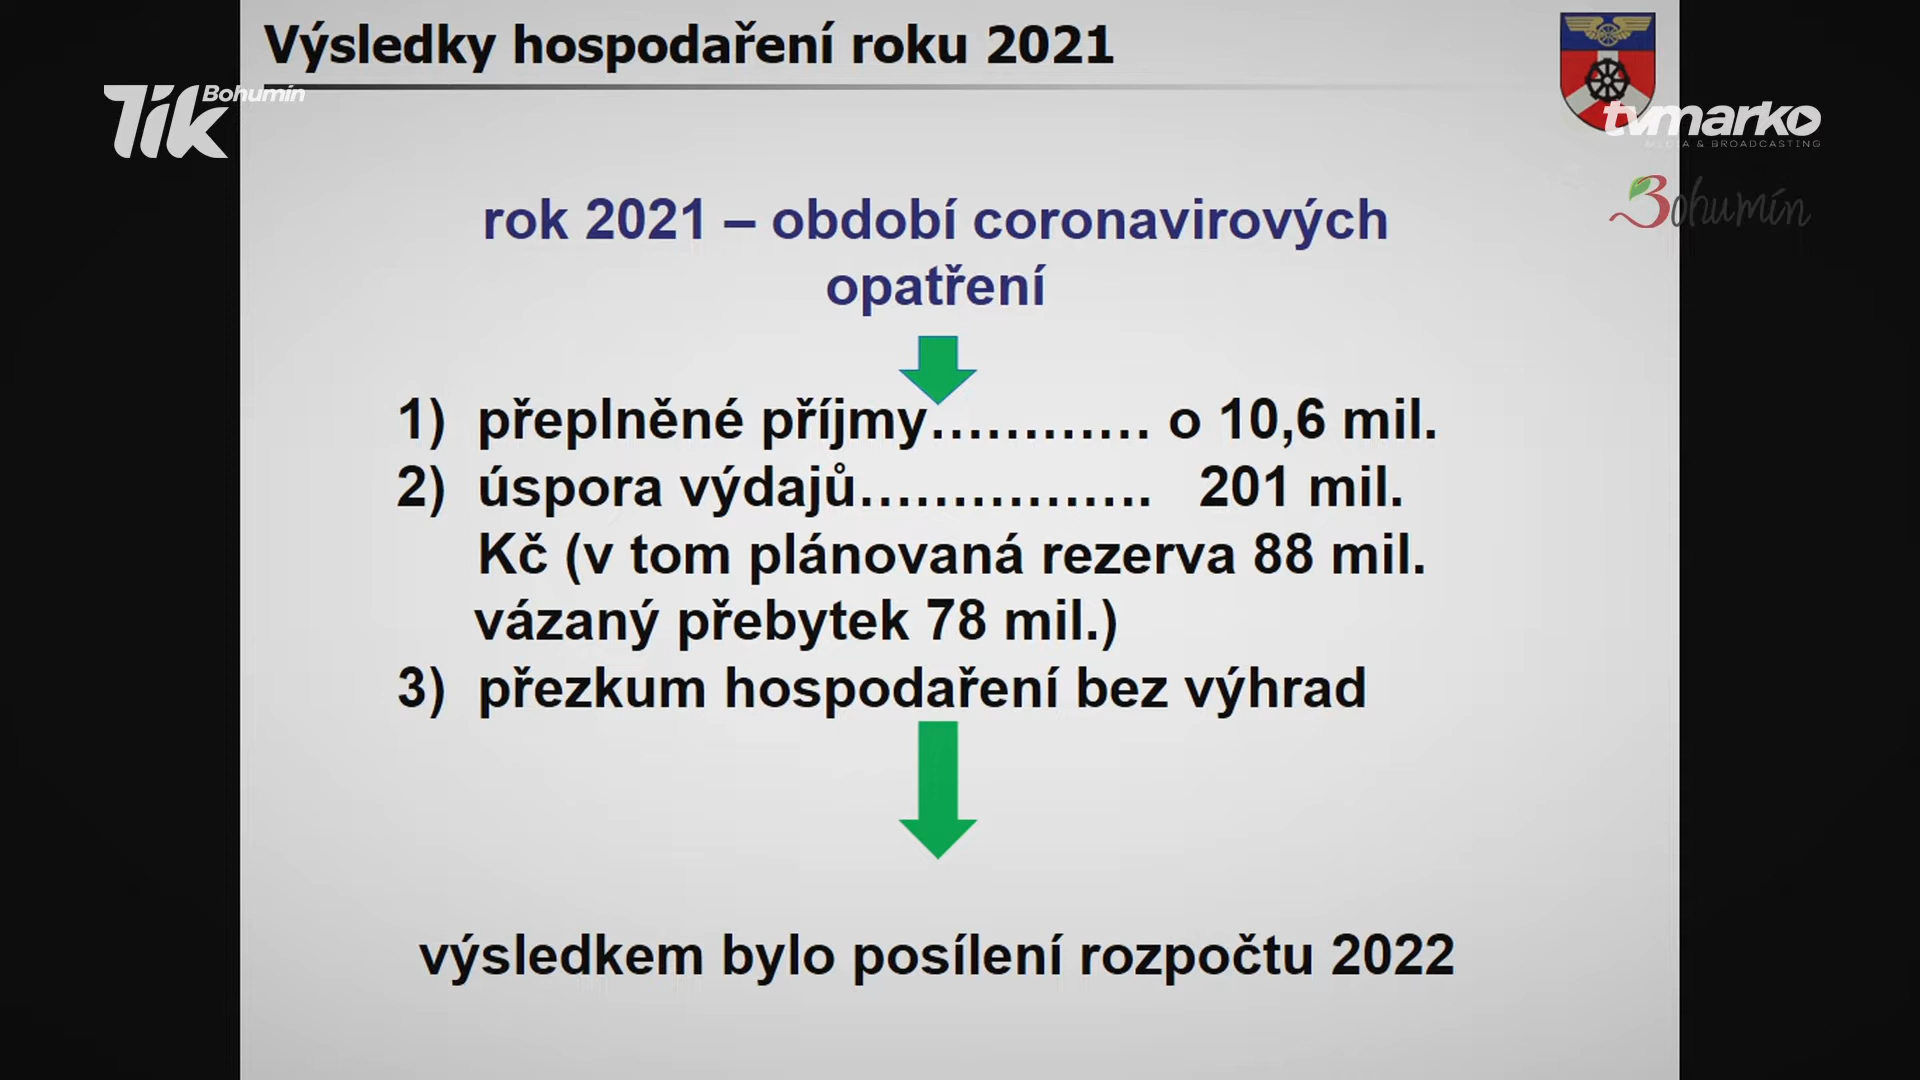 Výsledky hospodaření roku 2021
Bohumín
Tik
tvmarko
MEDIA & BROADCASTING
Bohumín
rok 2021 – období coronavirových
opatření
1) přeplněné příjmy………… o 10,6 mil.
2) úspora výdajů……………. 201 mil.
Kč (v tom plánovaná rezerva 88 mil.
vázaný přebytek 78 mil.)
3) přezkum hospodaření bez výhrad
výsledkem bylo posílení rozpočtu 2022